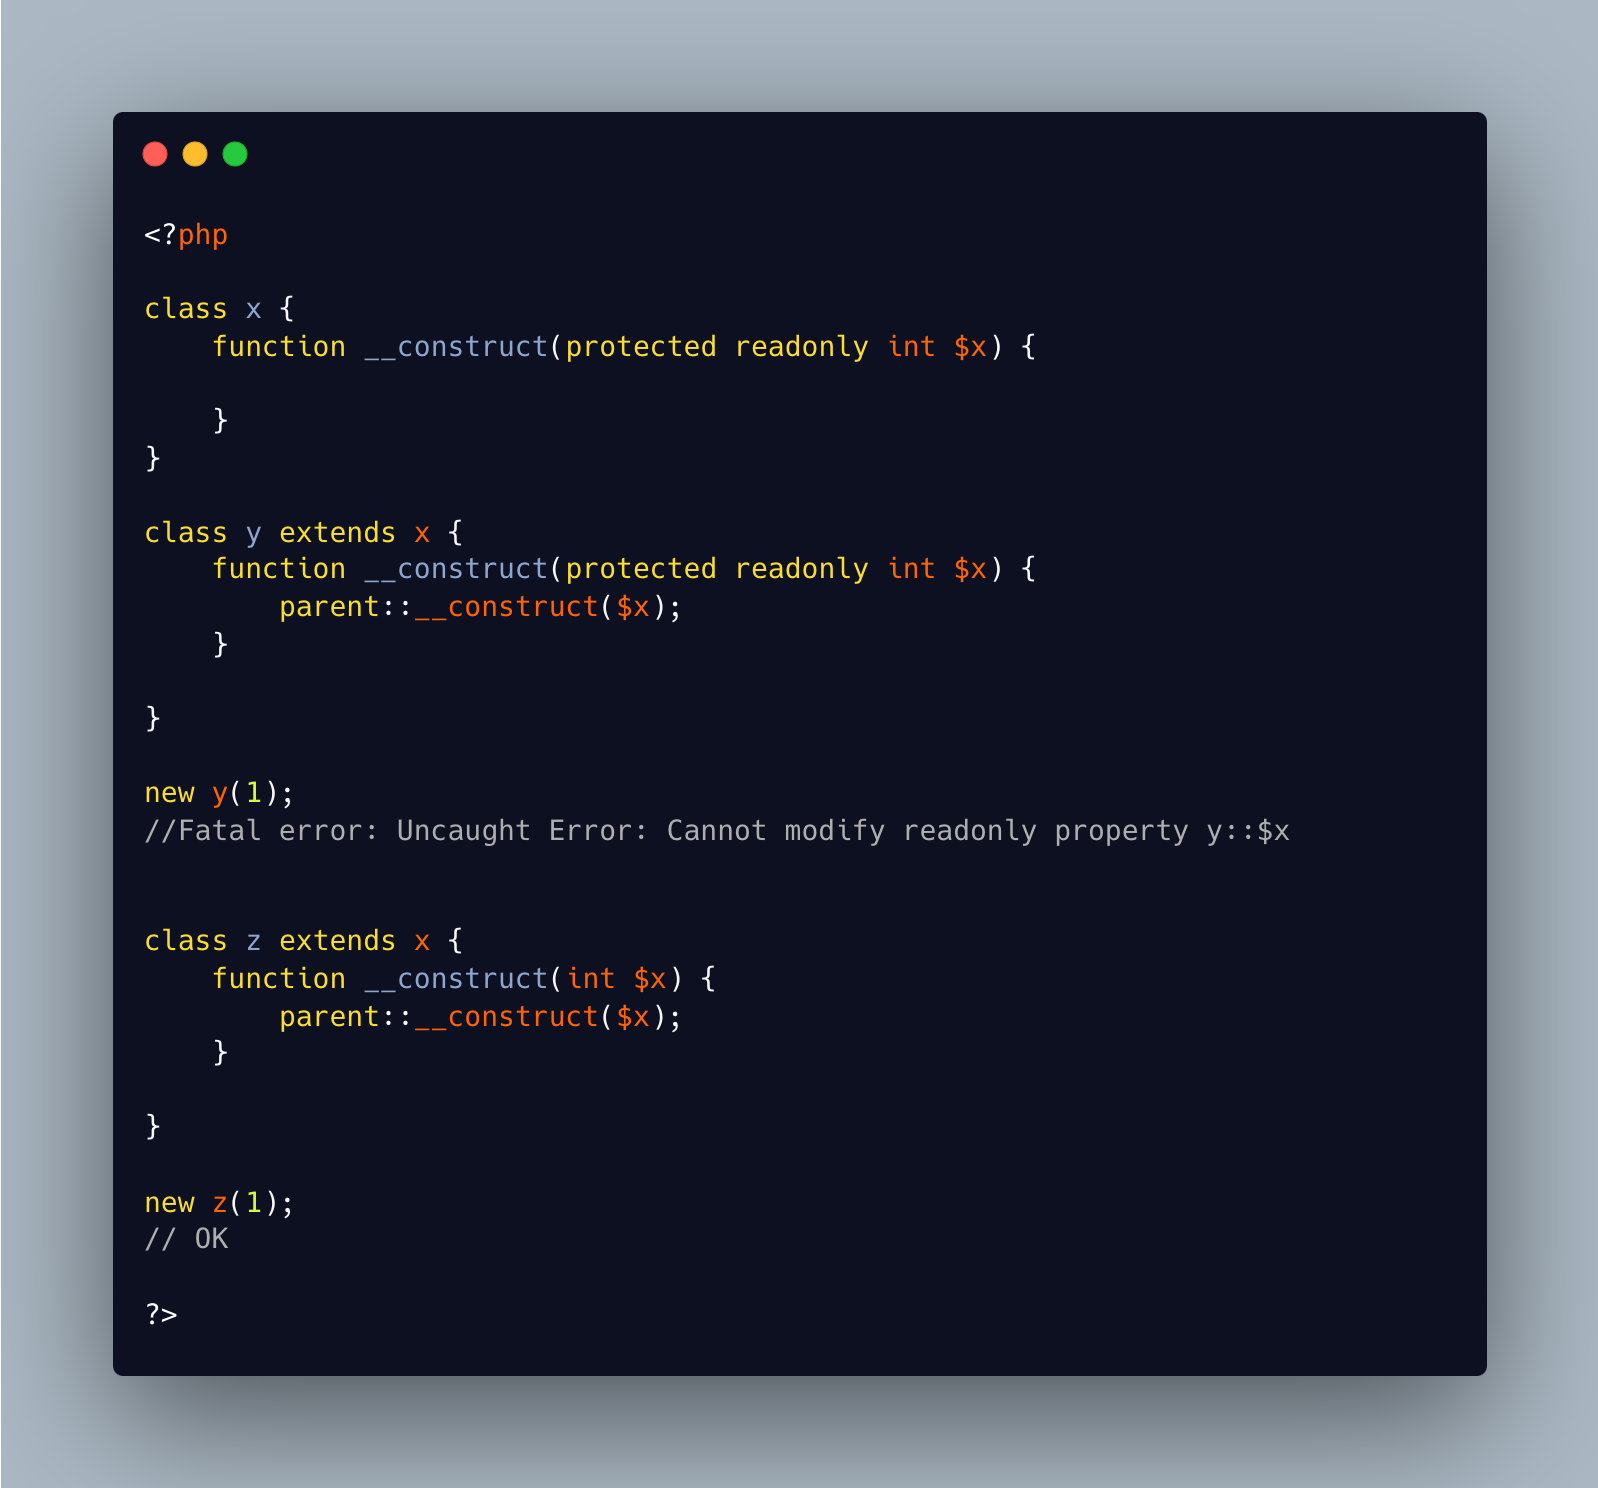 <?php
class x {
    function __construct(protected readonly int $x) {
    }
}
class y extends x {
    function __construct(protected readonly int $x) {
        parent::__construct($x);
    }
}
new y(1);
//Fatal error: Uncaught Error: Cannot modify readonly property y::$x
class z extends x {
    function __construct(int $x) {
        parent::__construct($x);
    }
}
new z(1);
// OK
?>